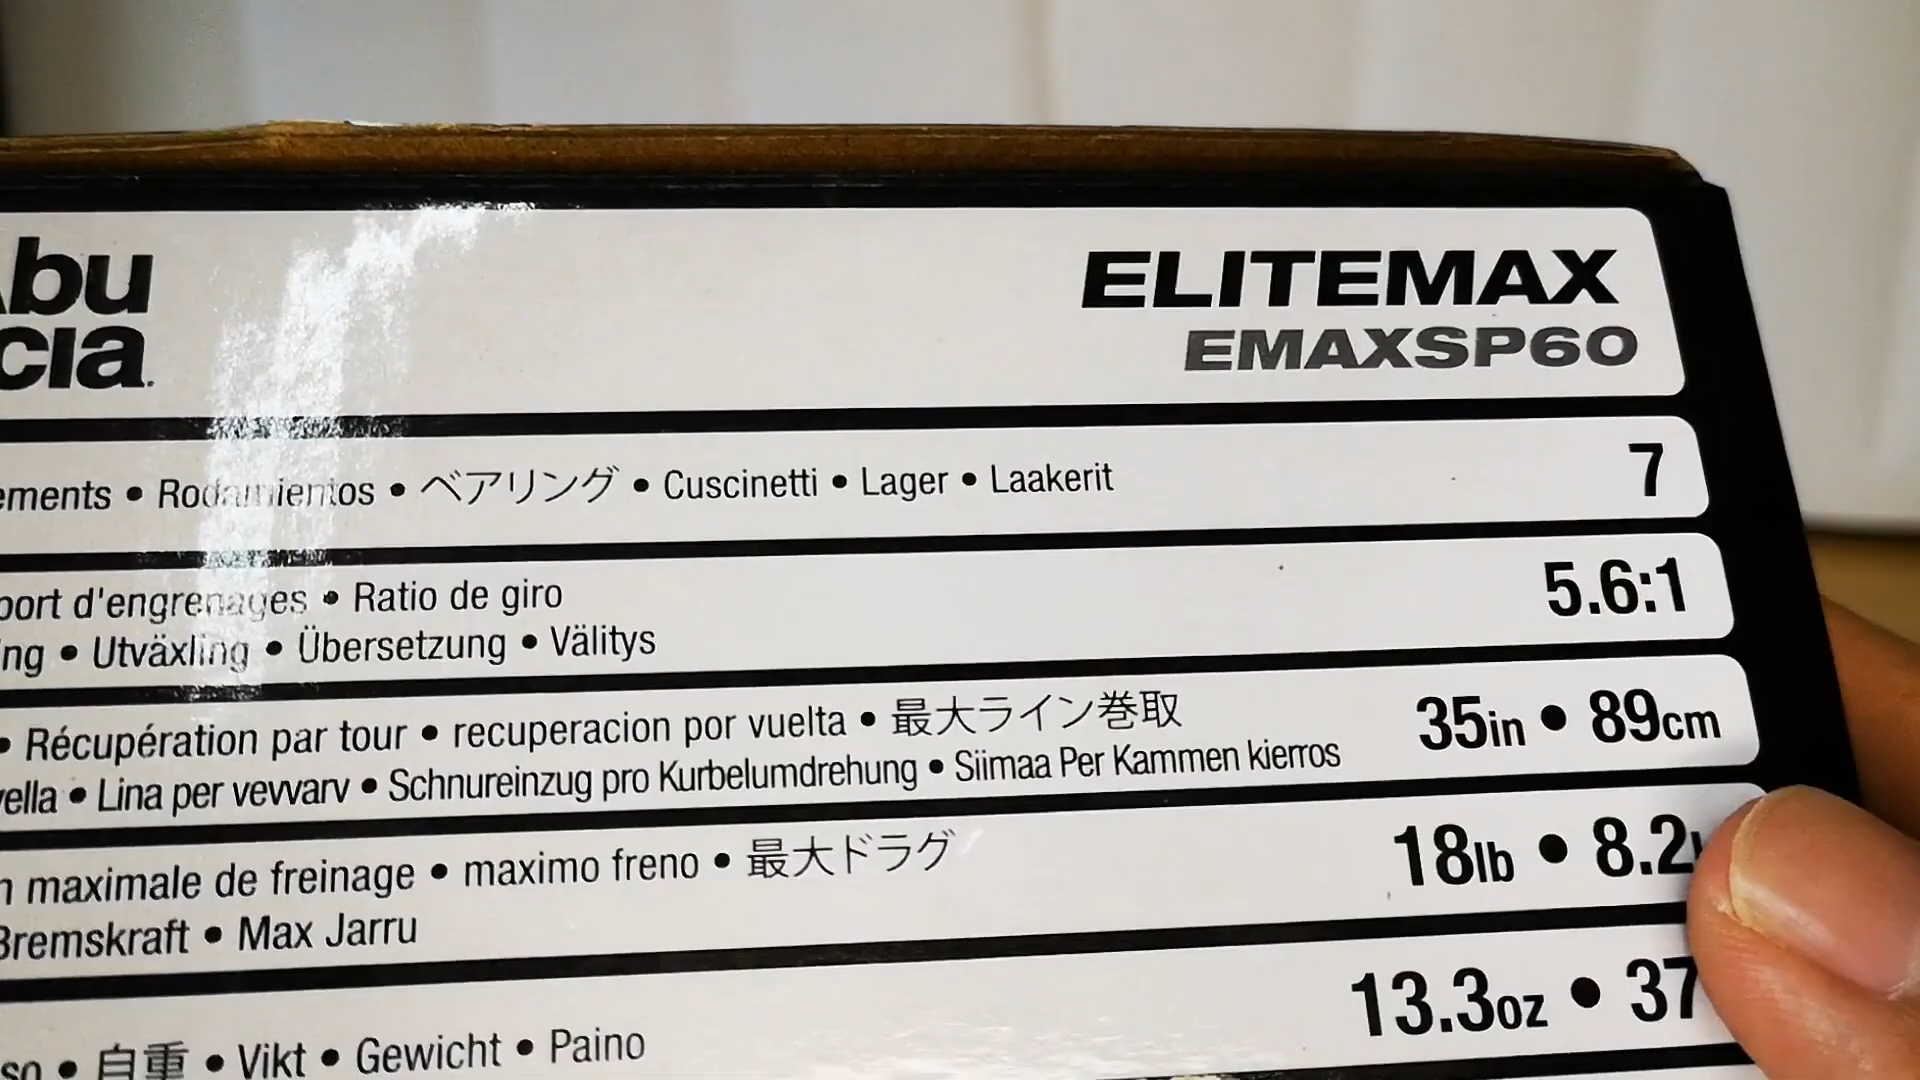 bu
cia.
ELITEMAX
EMAXSP60
ements • Rodamientos • ベアリング • Cuscinetti • Lager • Laakerit
7
port d'engrenages • Ratio de giro
ng • Utväxling • Übersetzung • Välitys
5.6:1
• Récupération par tour • recuperacion por vuelta • 最大ライン巻取
vella • Lina per vevvarv • Schnureinzug pro Kurbelumdrehung • Siimaa Per Kammen kierros
35in • 89cm
n maximale de freinage • maximo freno • 最大ドラグ
Bremskraft • Max Jarru
18lb • 8.2
so • 自重 • Vikt • Gewicht • Paino
13.3oz • 37